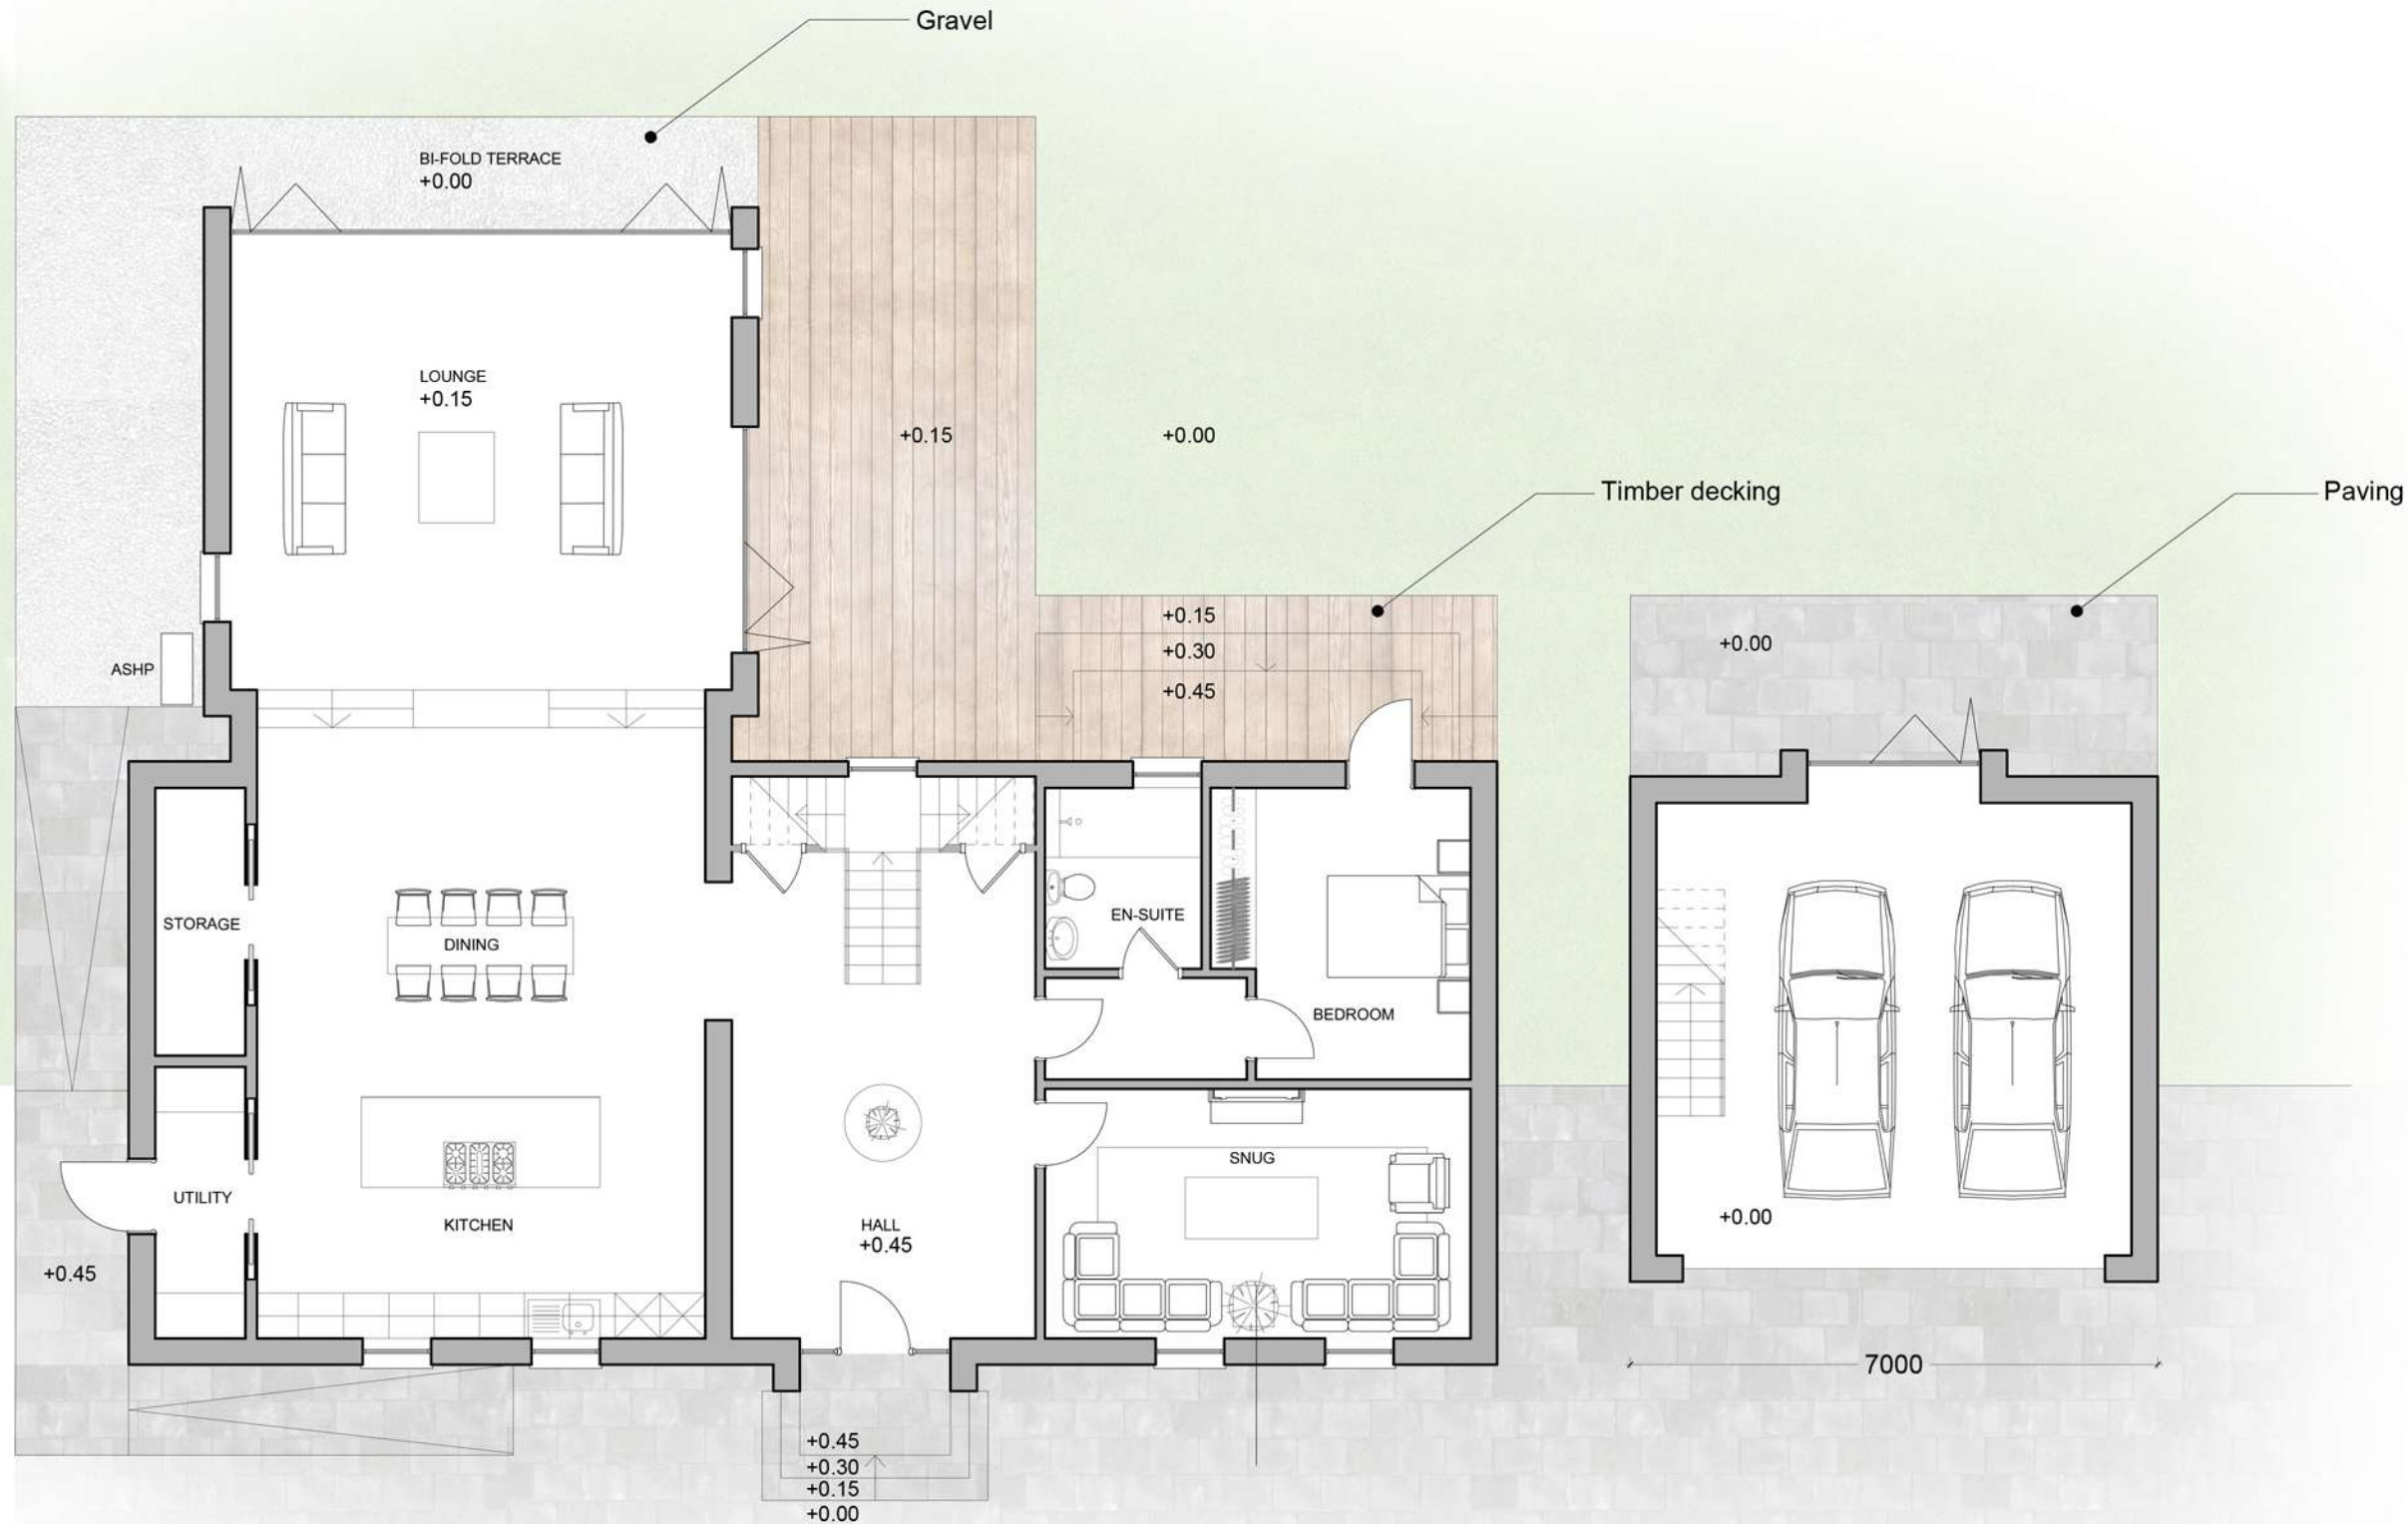 Gravel
BI-FOLD TERRACE
+0.00
LOUNGE
+0.15
+0.15
+0.00
Timber decking
Paving
+0.15
+0.30
+0.45
+0.00
ASHP
STORAGE
DINING
EN-SUITE
BEDROOM
SNUG
UTILITY
KITCHEN
HALL
+0.45
+0.00
+0.45
7000
+0.45
+0.30
+0.15
+0.00